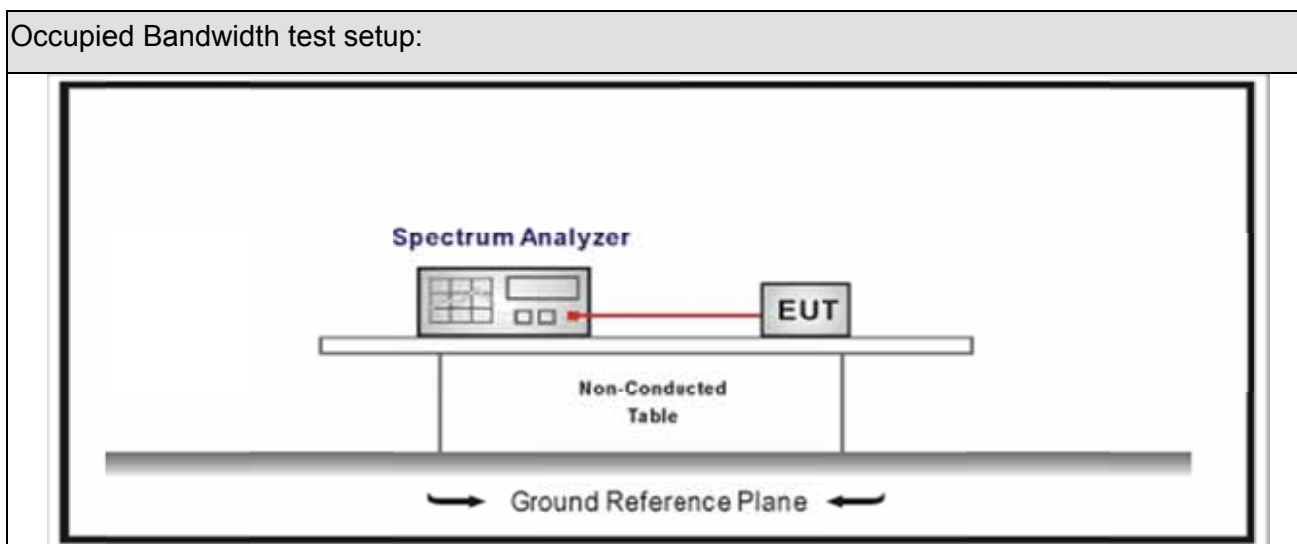 Occupied Bandwidth test setup:
Spectrum Analyzer
EUT
Non-Conducted
Table
Ground Reference Plane